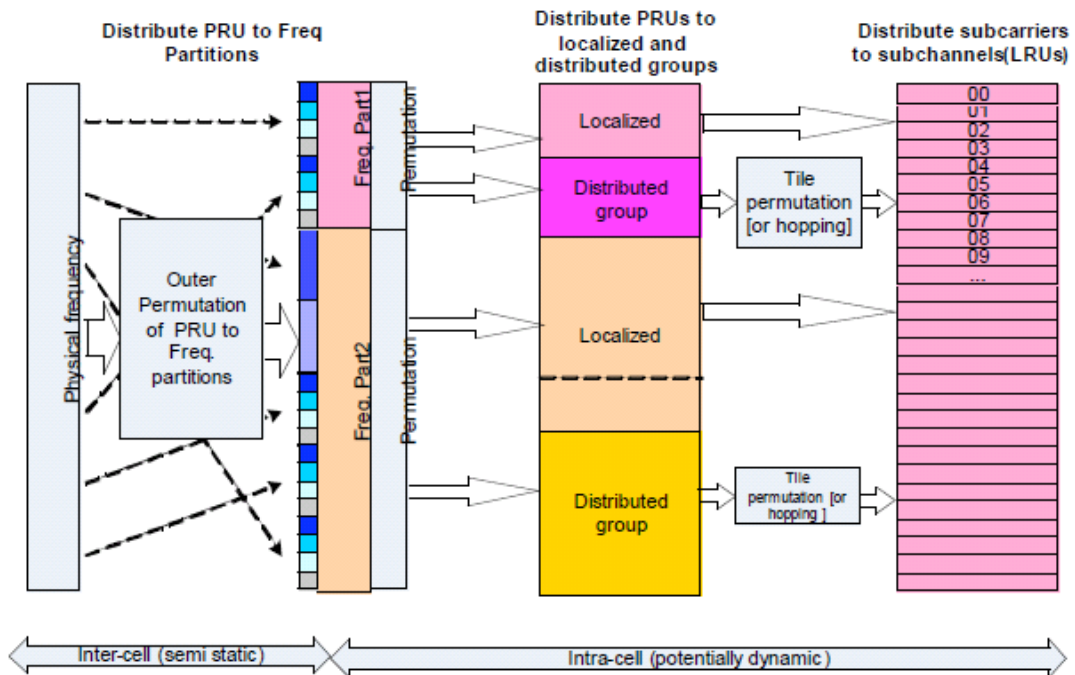 Distribute PRU to Freq
Partitions
Distribute PRUs to
localized and
distributed groups
Distribute subcarriers
to subchannels(LRUs)
Physical frequency
Outer
Permutation
of PRU to
Freq.
partitions
Freq. Part1
Permutation
Freq. Part2
Permutation
Localized
Distributed
group
Localized
Distributed
group
Tile
permutation
[or hopping]
Tile
permutation [or
hopping ]
00
01
02
03
04
05
06
07
08
09
...
Inter-cell (semi static)
Intra-cell (potentially dynamic)